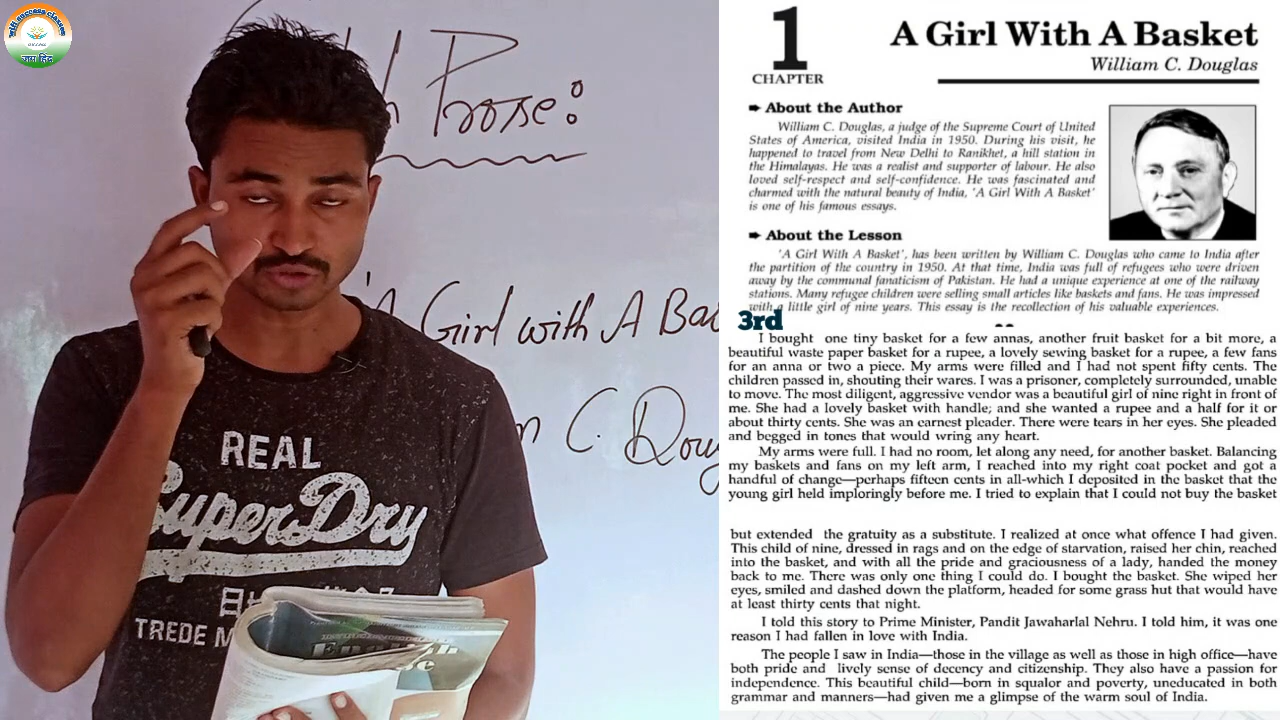 with success classes
success
जय हिंद
Prose:
'A Girl with A Bas
C. Doug
REAL
SuperDry
TREDE M
English
1
CHAPTER
A Girl With A Basket
William C. Douglas
➨ About the Author
William C. Douglas, a judge of the Supreme Court of United
States of America, visited India in 1950. During his visit, he
happened to travel from New Delhi to Ranikhet, a hill station in
the Himalayas. He was a realist and supporter of labour. He also
loved self-respect and self-confidence. He was fascinated and
charmed with the natural beauty of India, 'A Girl With A Basket'
is one of his famous essays.
➨ About the Lesson
'A Girl With A Basket', has been written by William C. Douglas who came to India after
the partition of the country in 1950. At that time, India was full of refugees who were driven
away by the communal fanaticism of Pakistan. He had a unique experience at one of the railway
stations. Many refugee children were selling small articles like baskets and fans. He was impressed
with a little girl of nine years. This essay is the recollection of his valuable experiences.
3rd
I bought one tiny basket for a few annas, another fruit basket for a bit more, a
beautiful waste paper basket for a rupee, a lovely sewing basket for a rupee, a few fans
for an anna or two a piece. My arms were filled and I had not spent fifty cents. The
children passed in, shouting their wares. I was a prisoner, completely surrounded, unable
to move. The most diligent, aggressive vendor was a beautiful girl of nine right in front of
me. She had a lovely basket with handle; and she wanted a rupee and a half for it or
about thirty cents. She was an earnest pleader. There were tears in her eyes. She pleaded
and begged in tones that would wring any heart.
My arms were full. I had no room, let along any need, for another basket. Balancing
my baskets and fans on my left arm, I reached into my right coat pocket and got a
handful of change—perhaps fifteen cents in all-which I deposited in the basket that the
young girl held imploringly before me. I tried to explain that I could not buy the basket
but extended the gratuity as a substitute. I realized at once what offence I had given.
This child of nine, dressed in rags and on the edge of starvation, raised her chin, reached
into the basket, and with all the pride and graciousness of a lady, handed the money
back to me. There was only one thing I could do. I bought the basket. She wiped her
eyes, smiled and dashed down the platform, headed for some grass hut that would have
at least thirty cents that night.
I told this story to Prime Minister, Pandit Jawaharlal Nehru. I told him, it was one
reason I had fallen in love with India.
The people I saw in India—those in the village as well as those in high office—have
both pride and lively sense of decency and citizenship. They also have a passion for
independence. This beautiful child—born in squalor and poverty, uneducated in both
grammar and manners—had given me a glimpse of the warm soul of India.